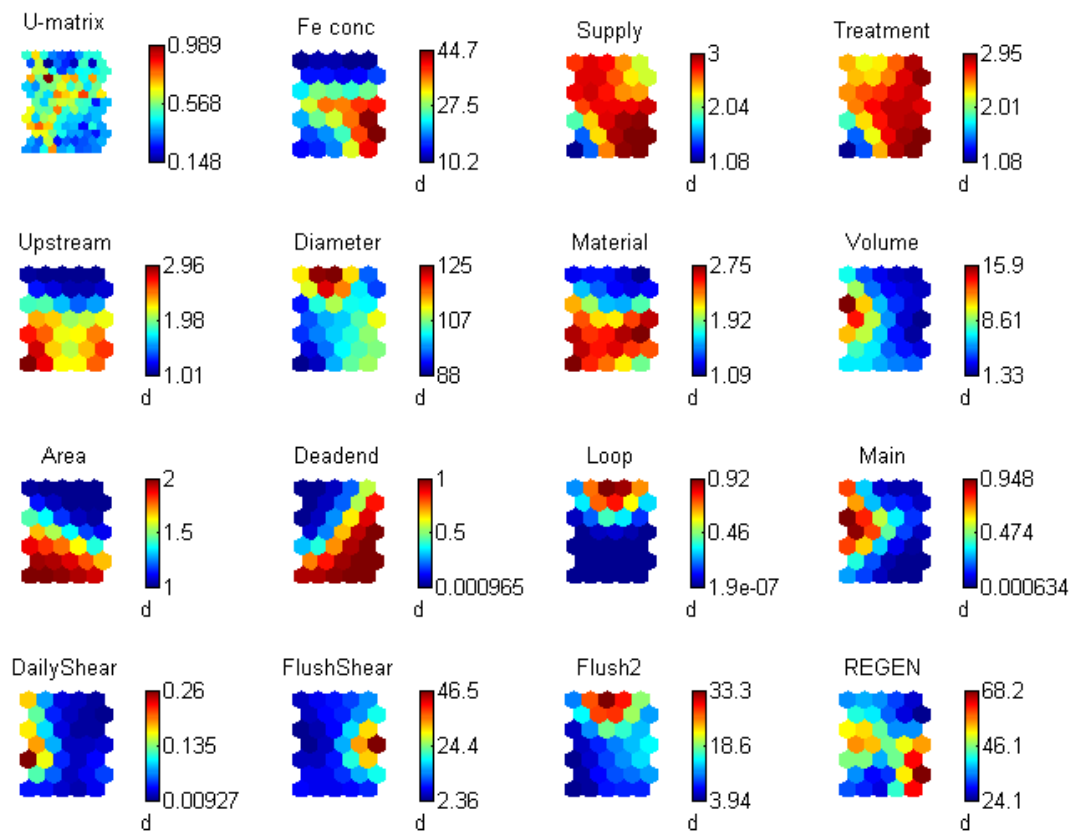 U-matrix
0.989
0.568
0.148
Fe conc
44.7
27.5
10.2
d
Supply
3
2.04
1.08
d
Treatment
2.95
2.01
1.08
d
Upstream
2.96
1.98
1.01
d
Diameter
125
107
88
d
Material
2.75
1.92
1.09
d
Volume
15.9
8.61
1.33
d
Area
2
1.5
1
d
Deadend
1
0.5
0.000965
d
Loop
0.92
0.46
1.9e-07
d
Main
0.948
0.474
0.000634
d
DailyShear
0.26
0.135
0.00927
d
FlushShear
46.5
24.4
2.36
d
Flush2
33.3
18.6
3.94
d
REGEN
68.2
46.1
24.1
d